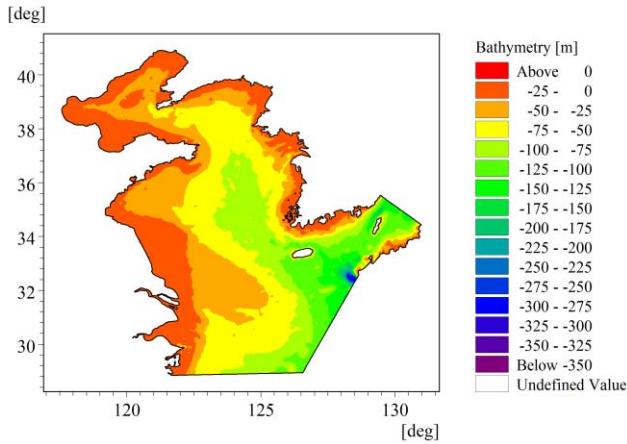 [deg]
40
38
36
34
32
30
120
125
130
[deg]
Bathymetry [m]
Above 0
-25 - 0
-50 - -25
-75 - -50
-100 - -75
-125 - -100
-150 - -125
-175 - -150
-200 - -175
-225 - -200
-250 - -225
-275 - -250
-300 - -275
-325 - -300
-350 - -325
Below -350
Undefined Value